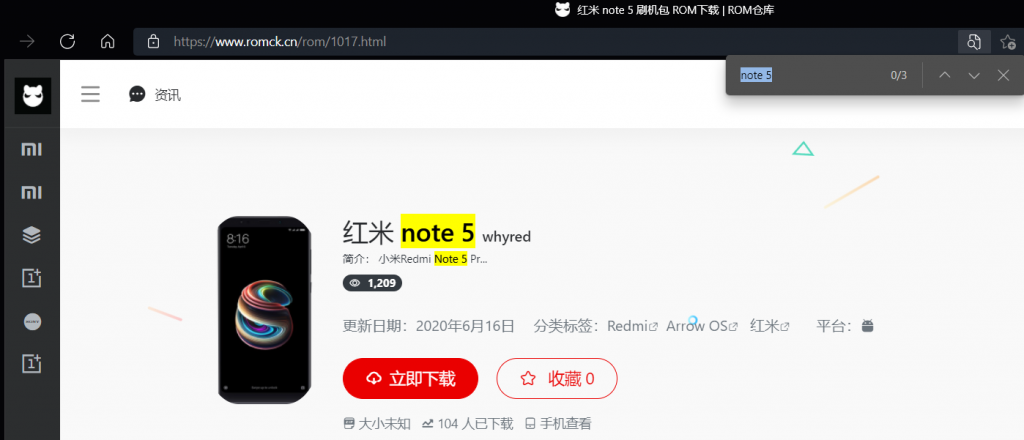 红米 note 5 刷机包 ROM下载 | ROM仓库
https://www.romck.cn/rom/1017.html
note 5 0/3
资讯
8:16
红米 note 5 whyred
简介： 小米Redmi Note 5 Pr...
1,209
更新日期：2020年6月16日 分类标签：Redmi Arrow OS 红米 平台：
立即下载 收藏 0
大小未知 104 人已下载 手机查看